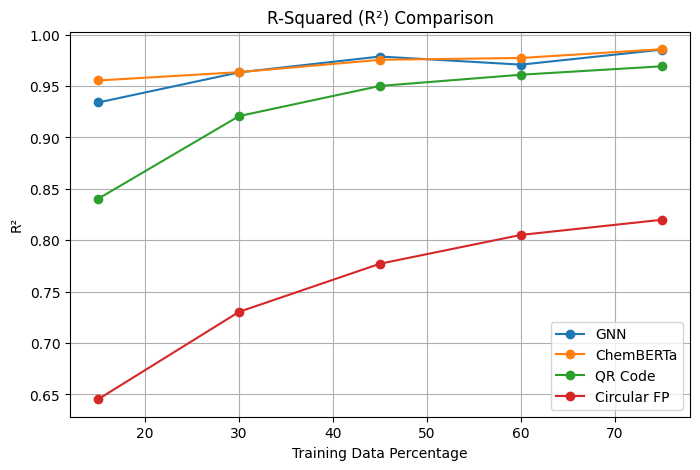 R-Squared (R²) Comparison
1.00
0.95
0.90
0.85
0.80
0.75
0.70
0.65
R²
20 30 40 50 60 70
Training Data Percentage
GNN
ChemBERTa
QR Code
Circular FP